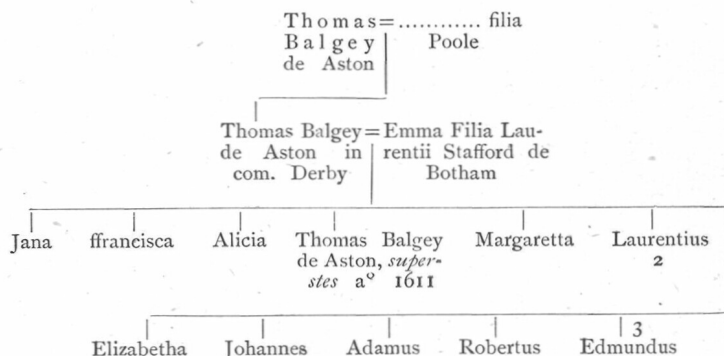 Thomas=............ filia
Balgey Poole
de Aston
Thomas Balgey=Emma Filia Lau-
de Aston in rentii Stafford de
com. Derby Botham
Jana ffrancisca Alicia Thomas Balgey Margaretta Laurentius
de Aston, super- 2
stes aº 1611
3
Elizabetha Johannes Adamus Robertus Edmundus